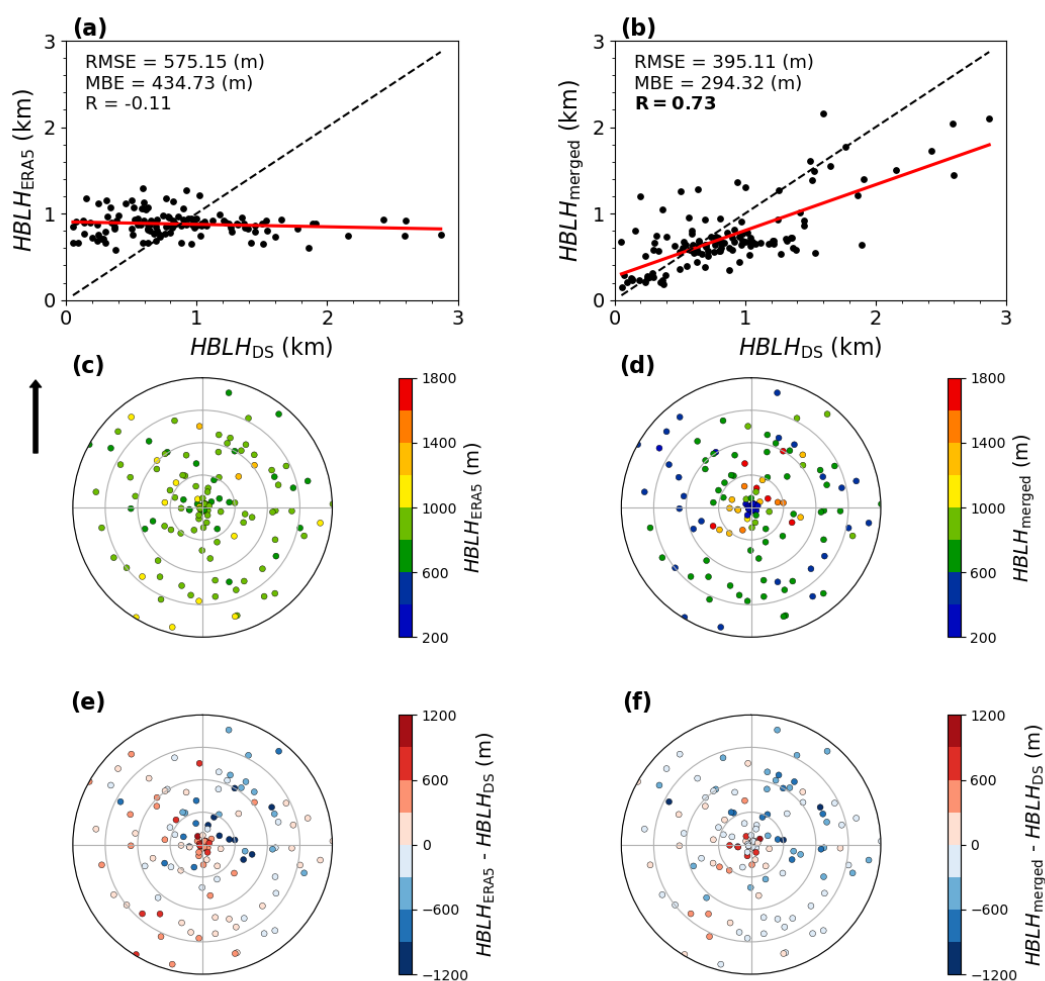 (a)
RMSE = 575.15 (m)
MBE = 434.73 (m)
R = -0.11
3
2
1
0
HBLH_ERA5 (km)
0
1
2
3
HBLH_DS (km)
(b)
RMSE = 395.11 (m)
MBE = 294.32 (m)
R = 0.73
3
2
1
0
HBLH_merged (km)
0
1
2
3
HBLH_DS (km)
(c)
1800
1400
1000
600
200
HBLH_ERA5 (m)
(d)
1800
1400
1000
600
200
HBLH_merged (m)
(e)
1200
600
0
−600
−1200
HBLH_ERA5 - HBLH_DS (m)
(f)
1200
600
0
−600
−1200
HBLH_merged - HBLH_DS (m)